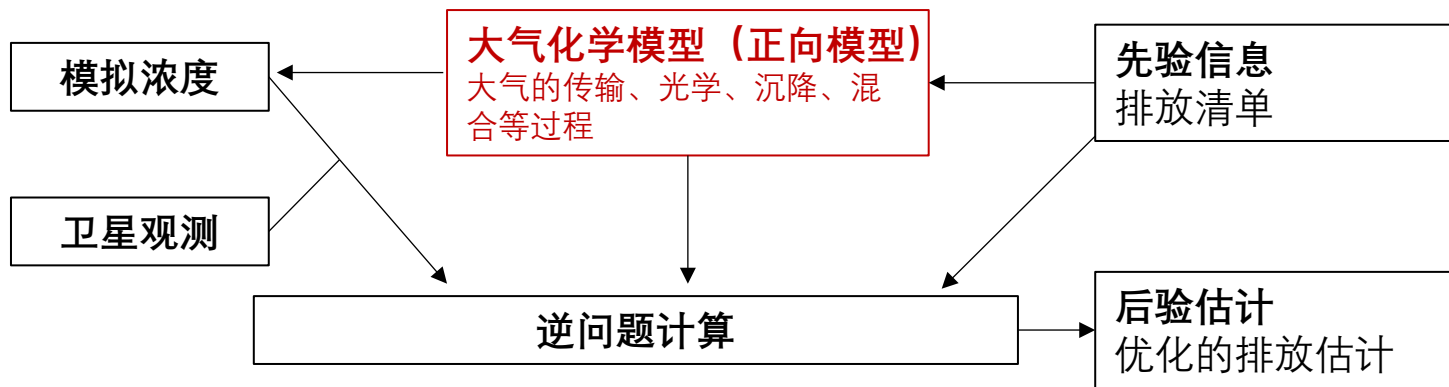 大气化学模型（正向模型）
大气的传输、光学、沉降、混
合等过程
模拟浓度
先验信息
排放清单
卫星观测
逆问题计算
后验估计
优化的排放估计